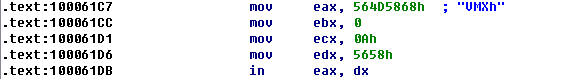 .text:100061C7 mov eax, 564D5868h ; "VMXh"
.text:100061CC mov ebx, 0
.text:100061D1 mov ecx, 0Ah
.text:100061D6 mov edx, 5658h
.text:100061DB in eax, dx